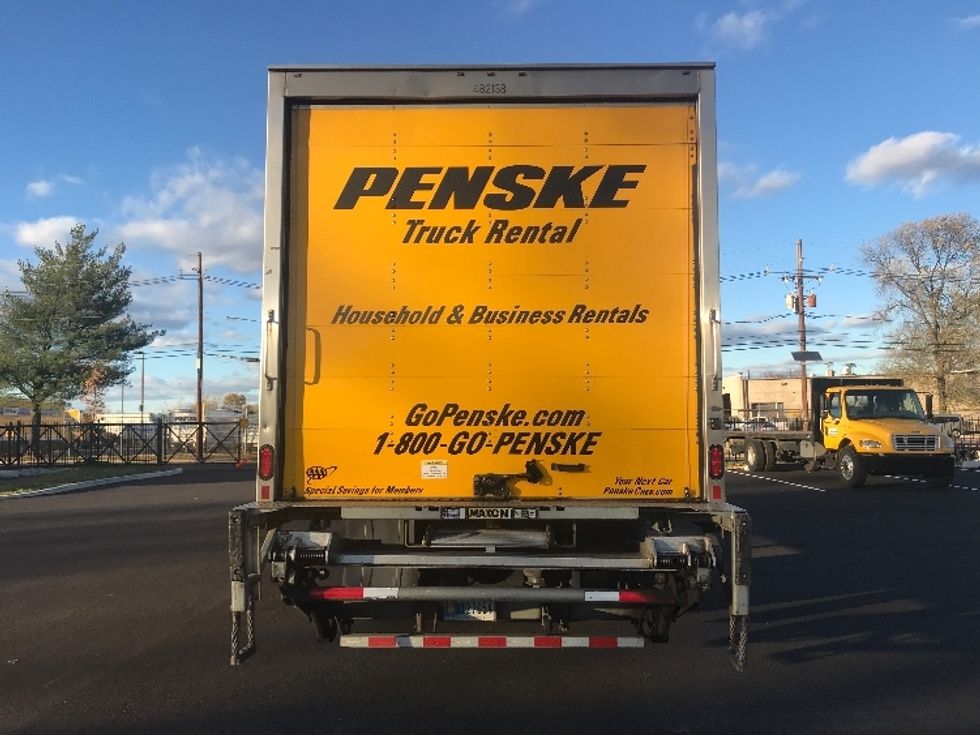 482138
PENSKE
Truck Rental
Household & Business Rentals
GoPenske.com
1-800-GO-PENSKE
AAA
Special Savings for Members
Your Next Car
PenskeCars.com
MAXON